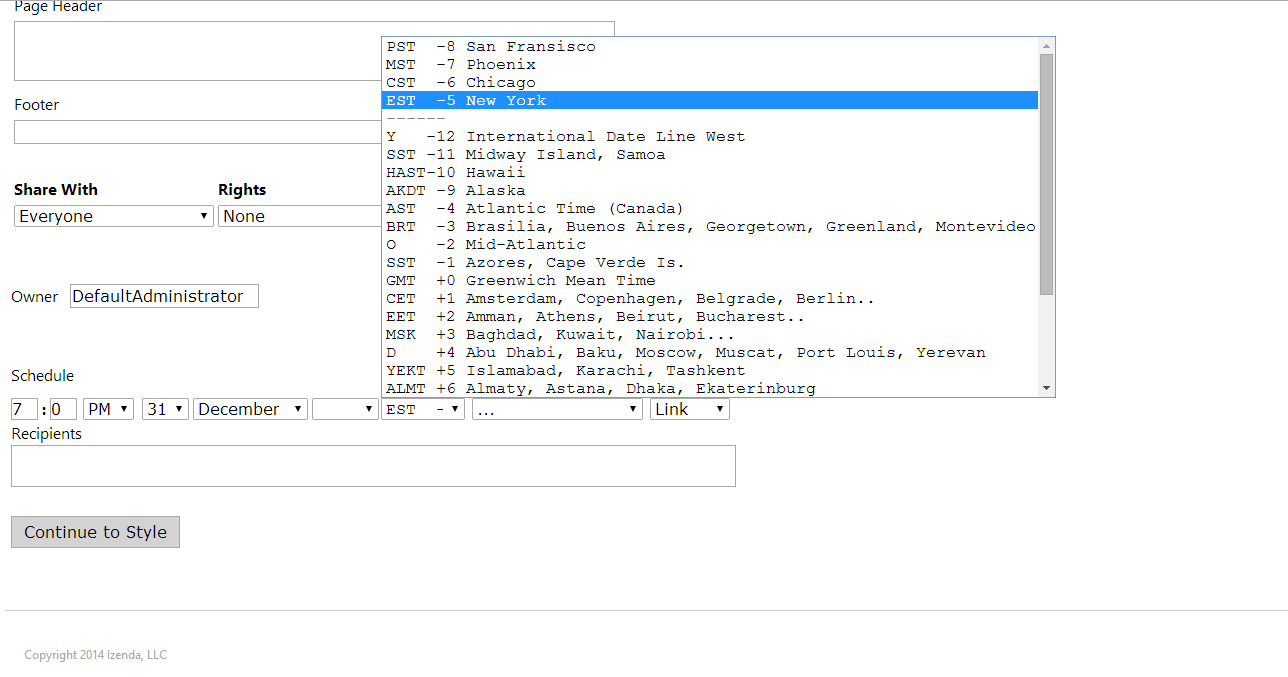 Page Header
PST -8 San Fransisco
MST -7 Phoenix
CST -6 Chicago
EST -5 New York
------
Y -12 International Date Line West
SST -11 Midway Island, Samoa
HAST-10 Hawaii
AKDT -9 Alaska
AST -4 Atlantic Time (Canada)
BRT -3 Brasilia, Buenos Aires, Georgetown, Greenland, Montevideo
O -2 Mid-Atlantic
SST -1 Azores, Cape Verde Is.
GMT +0 Greenwich Mean Time
CET +1 Amsterdam, Copenhagen, Belgrade, Berlin..
EET +2 Amman, Athens, Beirut, Bucharest..
MSK +3 Baghdad, Kuwait, Nairobi...
D +4 Abu Dhabi, Baku, Moscow, Muscat, Port Louis, Yerevan
YEKT +5 Islamabad, Karachi, Tashkent
ALMT +6 Almaty, Astana, Dhaka, Ekaterinburg
Footer
Share With Rights
Everyone None
Owner DefaultAdministrator
Schedule
7 : 0 PM 31 December EST - ... Link
Recipients
Continue to Style
Copyright 2014 Izenda, LLC